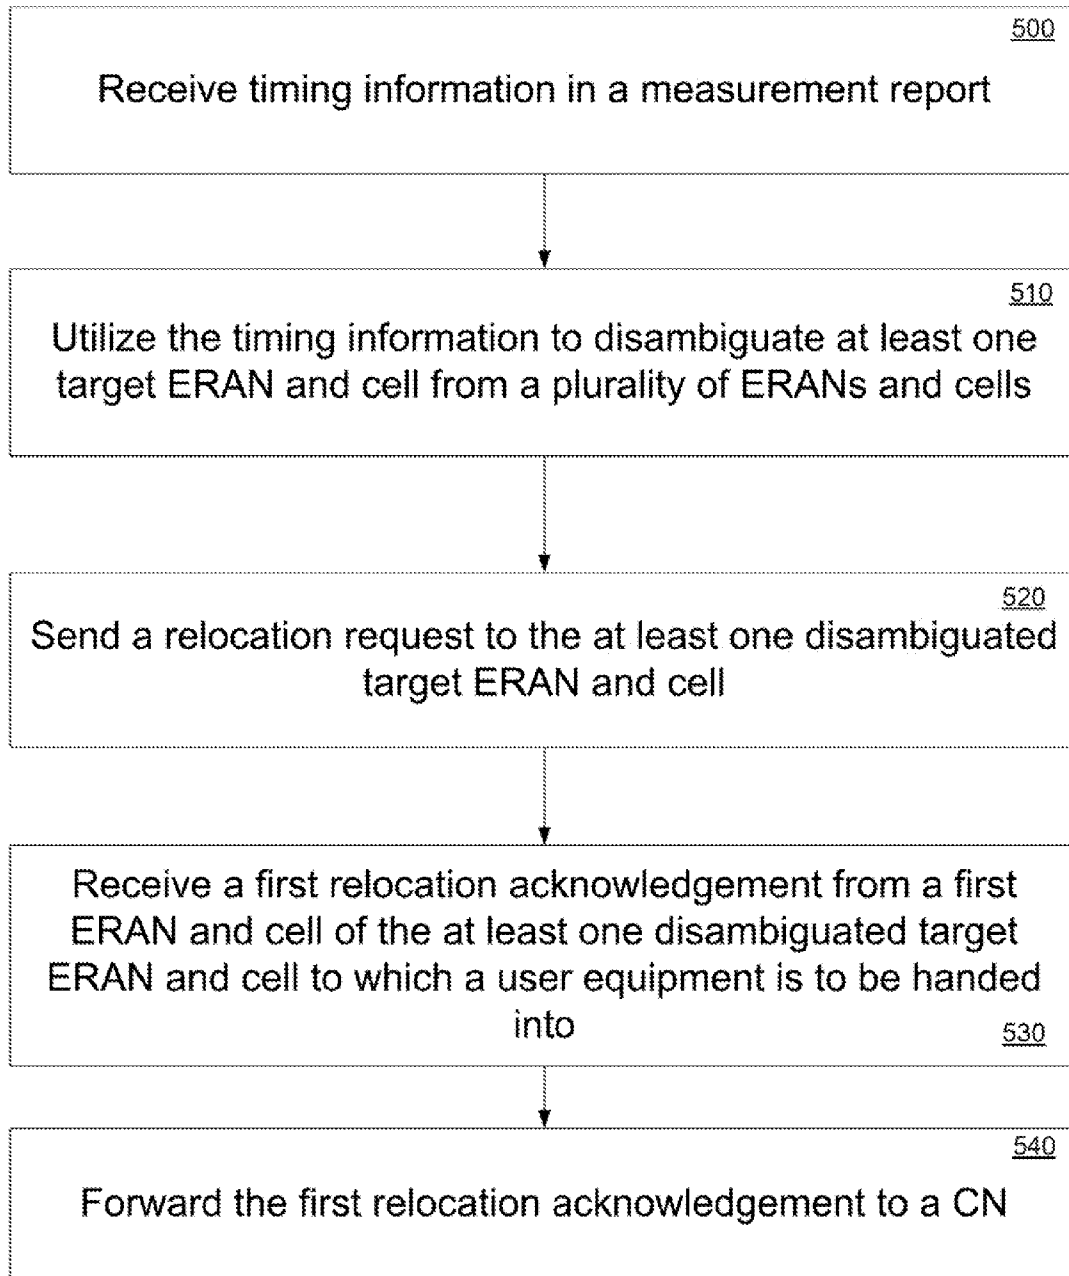 500
Receive timing information in a measurement report
510
Utilize the timing information to disambiguate at least one
target ERAN and cell from a plurality of ERANs and cells
520
Send a relocation request to the at least one disambiguated
target ERAN and cell
Receive a first relocation acknowledgement from a first
ERAN and cell of the at least one disambiguated target
ERAN and cell to which a user equipment is to be handed
into
530
540
Forward the first relocation acknowledgement to a CN